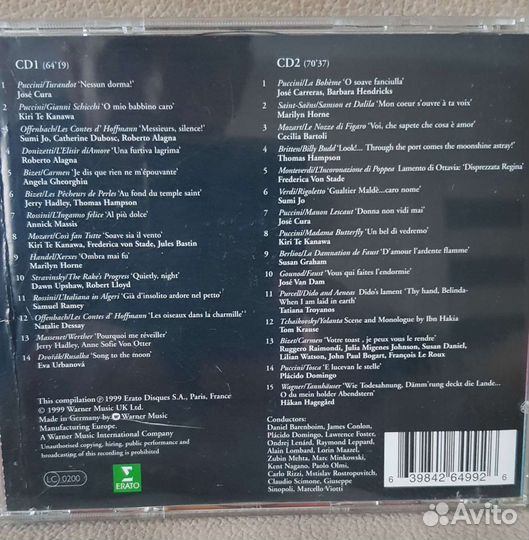 CD1 (64'19)
1 Puccini/Turandot 'Nessun dorma!'
José Cura
2 Puccini/Gianni Schicchi 'O mio babbino caro'
Kiri Te Kanawa
3 Offenbach/Les Contes d' Hoffmann 'Messieurs, silence!'
Sumi Jo, Catherine Dubosc, Roberto Alagna
4 Donizetti/L'Elisir diAmore 'Una furtiva lagrima'
Roberto Alagna
5 Bizet/Carmen 'Je dis que rien ne m'épouvante'
Angela Gheorghiu
6 Bizet/Les Pêcheurs de Perles 'Au fond du temple saint'
Jerry Hadley, Thomas Hampson
7 Rossini/L'Ingamo felice 'Al più dolce'
Annick Massis
8 Mozart/Così fan Tutte 'Soave sia il vento'
Kiri Te Kanawa, Frederica von Stade, Jules Bastin
9 Handel/Xerxes 'Ombra mai fu'
Marilyn Horne
10 Stravinsky/The Rake's Progress 'Quietly, night'
Dawn Upshaw, Robert Lloyd
11 Rossini/L'Italiana in Algeri 'Già d'insolito ardore nel petto'
Samuel Ramey
12 Offenbach/Les Contes d' Hoffmann 'Les oiseaux dans la charmille''
Natalie Dessay
13 Massenet/Werther 'Pourquoi me réveiller'
Jerry Hadley, Anne Sofie Von Otter
14 Dvořák/Rusalka 'Song to the moon'
Eva Urbanová
This compilation ℗ 1999 Erato Disques S.A., Paris, France
© 1999 Warner Music UK Ltd.
Made in Germany by Warner Music
Manufacturing Europe.
A Warner Music International Company
Unauthorised copying, hiring, public performance and
broadcasting of this recording is prohibited
LC 0200
ERATO
CD2 (70'37)
1 Puccini/La Bohème 'O soave fanciulla'
José Carreras, Barbara Hendricks
2 Saint-Saëns/Samson et Dalila 'Mon coeur s'ouvre à ta voix'
Marilyn Horne
3 Mozart/Le Nozze di Figaro 'Voi, che sapete che cosa è amor'
Cecilia Bartoli
4 Britten/Billy Budd 'Look!... Through the port comes the moonshine astray!'
Thomas Hampson
5 Monteverdi/L'Incoronazione di Poppea Lamento di Ottavia: 'Disprezzata Regina'
Frederica Von Stade
6 Verdi/Rigoletto 'Gualtier Maldè...caro nome'
Sumi Jo
7 Puccini/Manon Lescaut 'Donna non vidi mai'
José Cura
8 Puccini/Madama Butterfly 'Un bel di vedremo'
Kiri Te Kanawa
9 Berlioz/La Damnation de Faust 'D'amour l'ardente flamme'
Susan Graham
10 Gounod/Faust 'Vous qui faites l'endormie'
José Van Dam
11 Purcell/Dido and Aeneas Dido's lament 'Thy hand, Belinda-
When I am laid in earth'
Tatiana Troyanos
12 Tchaikovsky/Yolanta Scene and Monologue by Ibn Hakia
Tom Krause
13 Bizet/Carmen 'Votre toast , je peux vous le rendre'
Ruggero Raimondi, Julia Migenes Johnson, Susan Daniel,
Lilian Watson, John Paul Bogart, François Le Roux
14 Puccini/Tosca 'E lucevan le stelle'
Plácido Domingo
15 Wagner/Tannhäuser 'Wie Todesahnung, Dämm'rung deckt die Lande...
O du mein holder Abendstern'
Håkan Hagegård
Conductors:
Daniel Barenboim, James Conlon,
Plácido Domingo, Lawrence Foster,
Ondrej Lenárd, Raymond Leppard,
Alain Lombard, Lorin Maazel,
Zubin Mehta, Marc Minkowski,
Kent Nagano, Paolo Olmi,
Carlo Rizzi, Mstislav Rostropovitch,
Claudio Scimone, Giuseppe
Sinopoli, Marcello Viotti
6 39842 64992 6
Avito